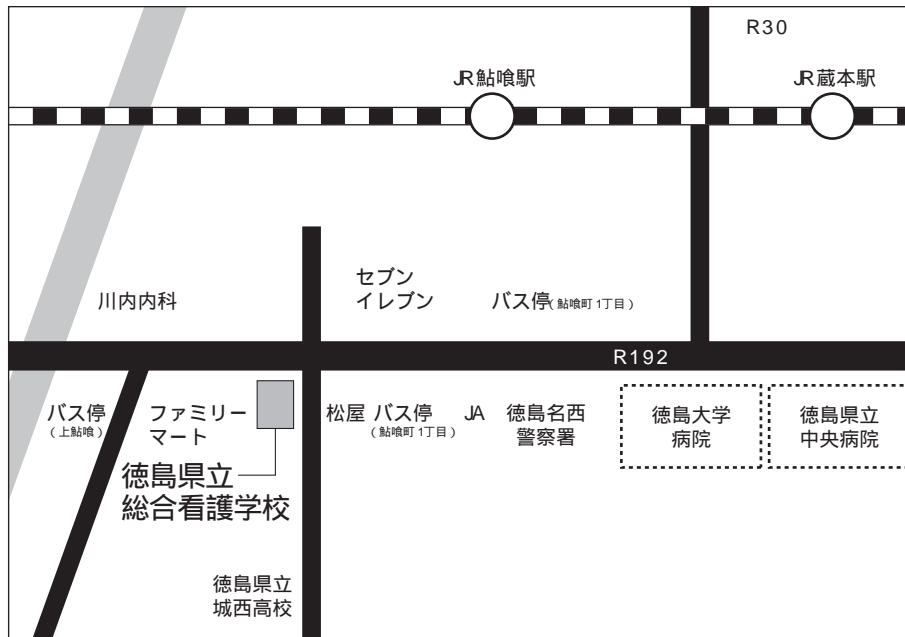 R30
JR鮎喰駅
JR蔵本駅
川内内科
セブン
イレブン
バス停(鮎喰町1丁目)
R192
バス停
(上鮎喰)
ファミリー
マート
松屋
バス停
(鮎喰町1丁目)
JA
徳島名西
警察署
徳島大学
病院
徳島県立
中央病院
徳島県立
総合看護学校
徳島県立
城西高校